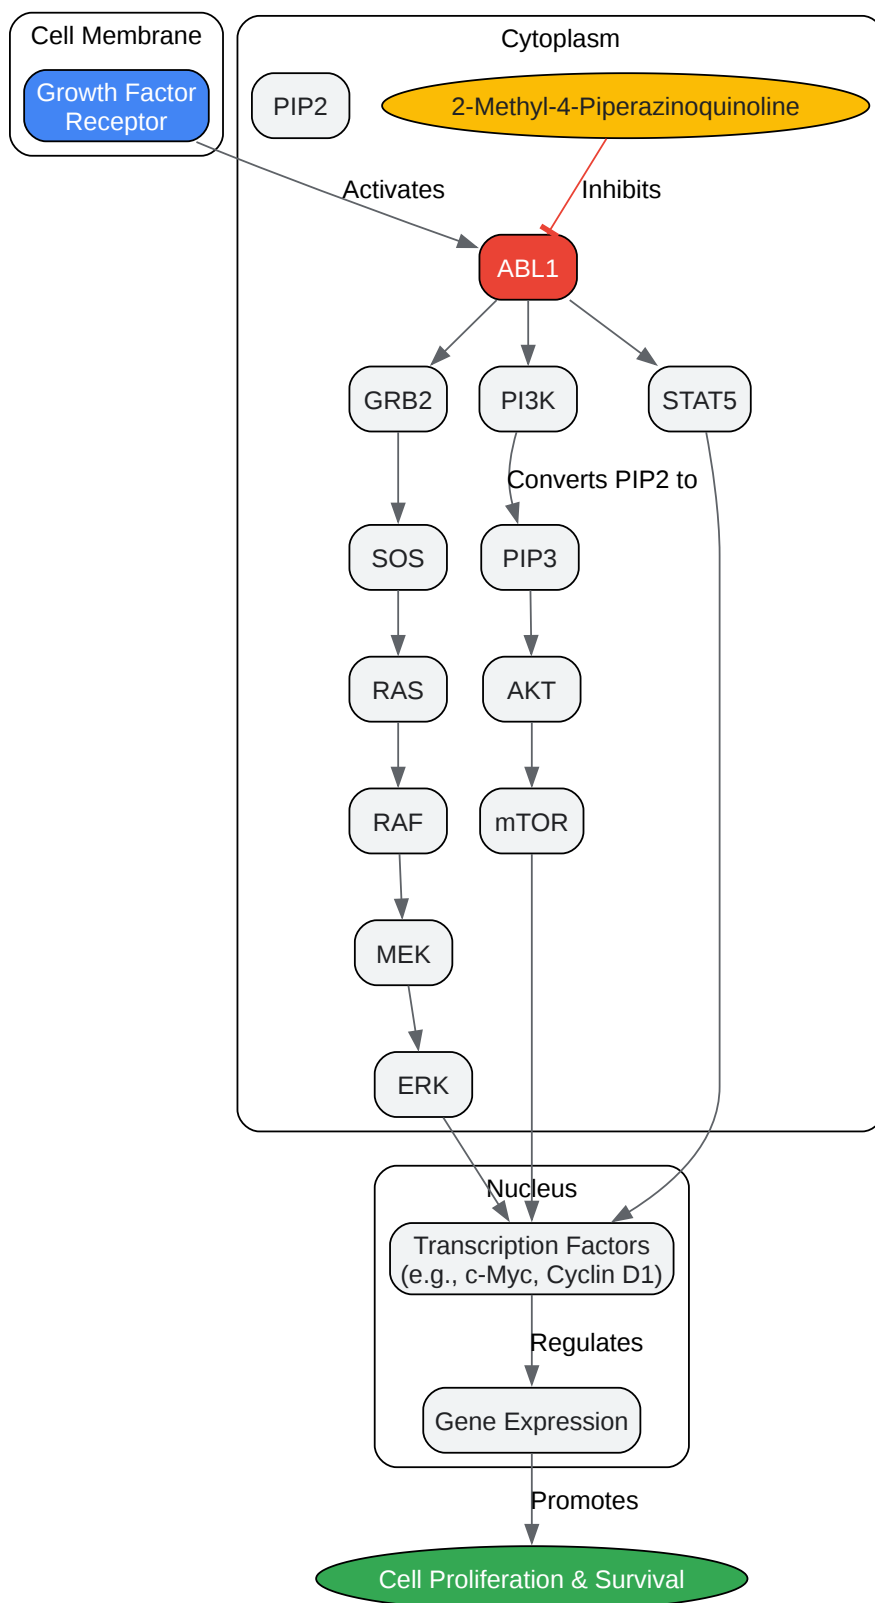 Cell Membrane
Cytoplasm
Growth Factor
Receptor
PIP2
2-Methyl-4-Piperazinoquinoline
Activates
Inhibits
ABL1
GRB2
PI3K
STAT5
Converts PIP2 to
SOS
PIP3
RAS
AKT
RAF
mTOR
MEK
ERK
Nucleus
Transcription Factors
(e.g., c-Myc, Cyclin D1)
Regulates
Gene Expression
Promotes
Cell Proliferation & Survival